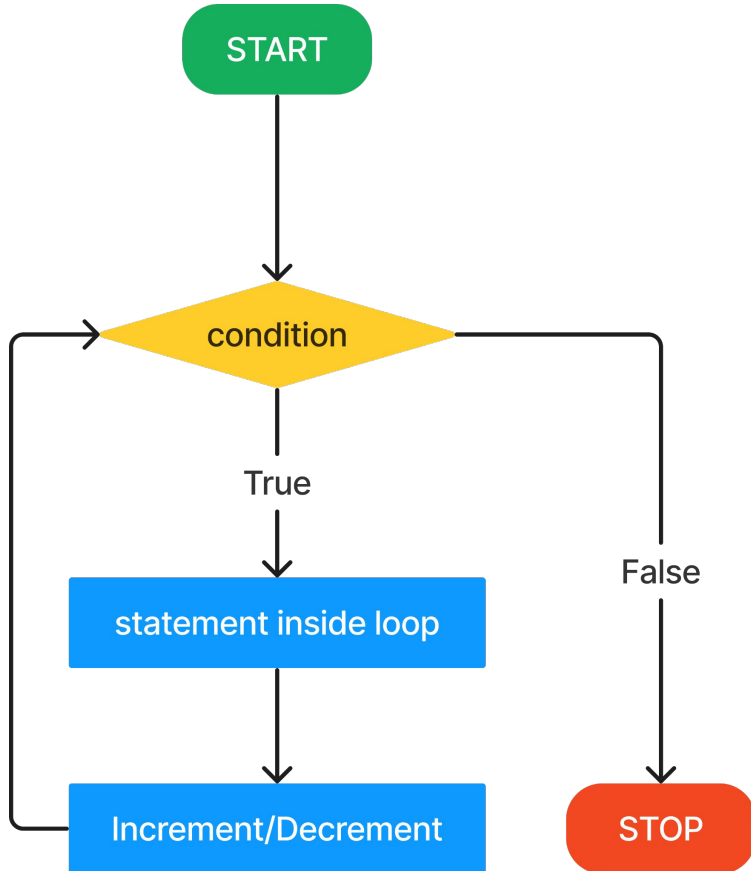 START
condition
True
False
statement inside loop
Increment/Decrement
STOP